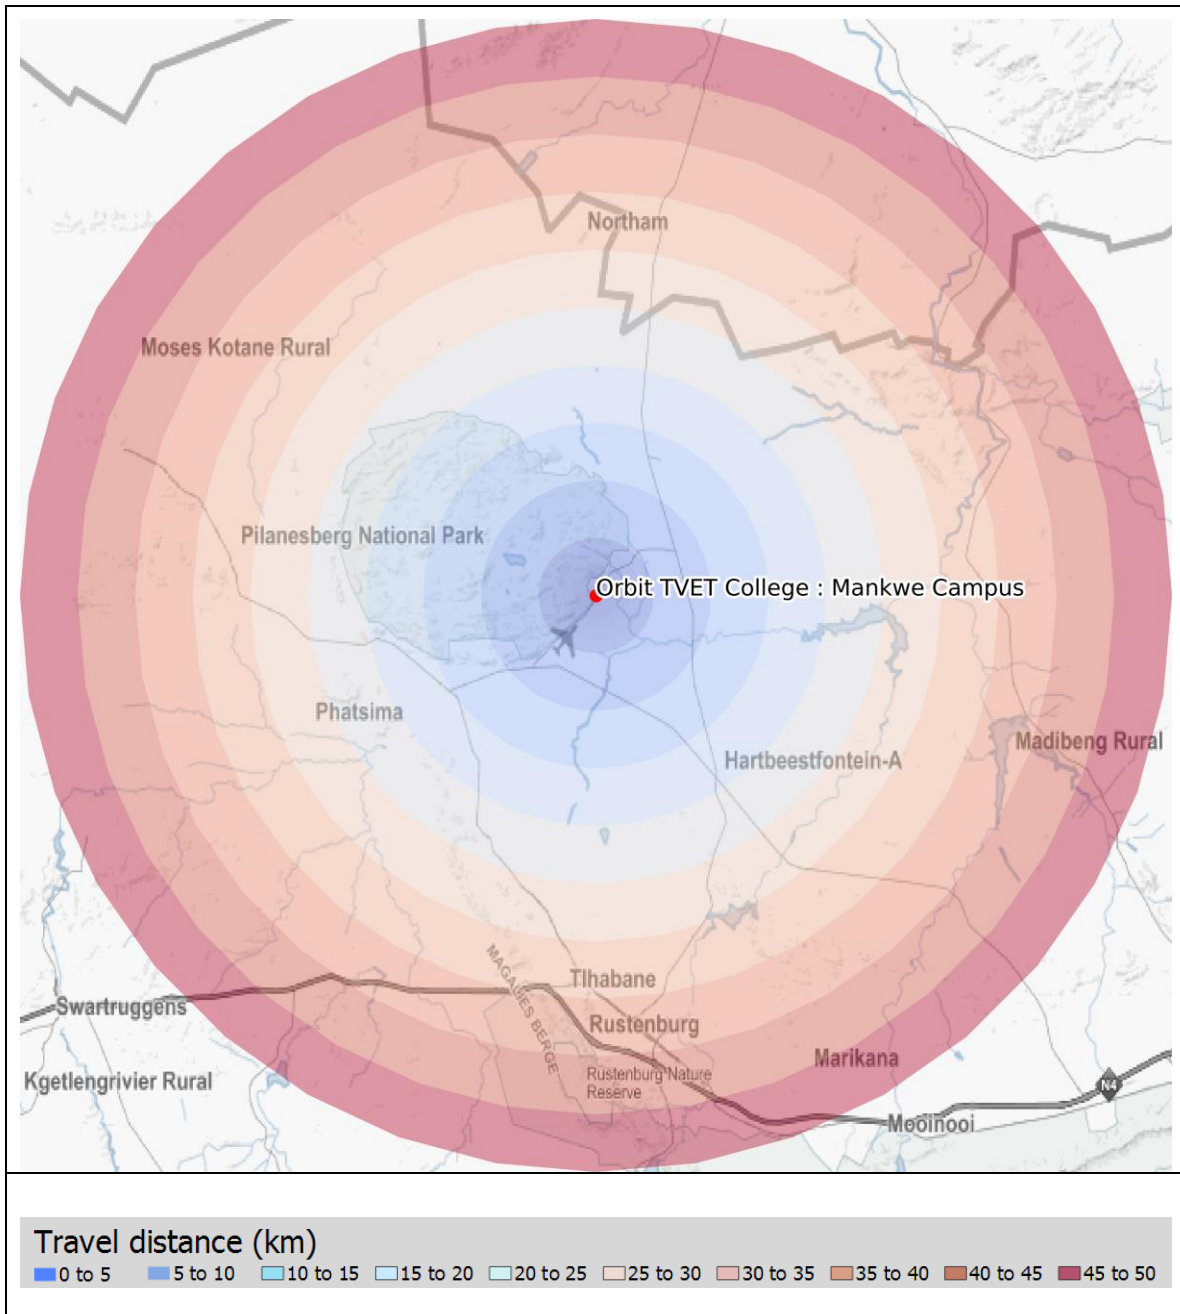 Northam
Moses Kotane Rural
Pilanesberg National Park
Orbit TVET College : Mankwe Campus
Phatsima
Madibeng Rural
Hartbeestfontein-A
MAGALIES BERGE
Tlhabane
Swartruggens
Rustenburg
Marikana
Kgetlengrivier Rural
Rustenburg Nature
Reserve
N4
Mooinooi
Travel distance (km)
0 to 5 5 to 10 10 to 15 15 to 20 20 to 25 25 to 30 30 to 35 35 to 40 40 to 45 45 to 50